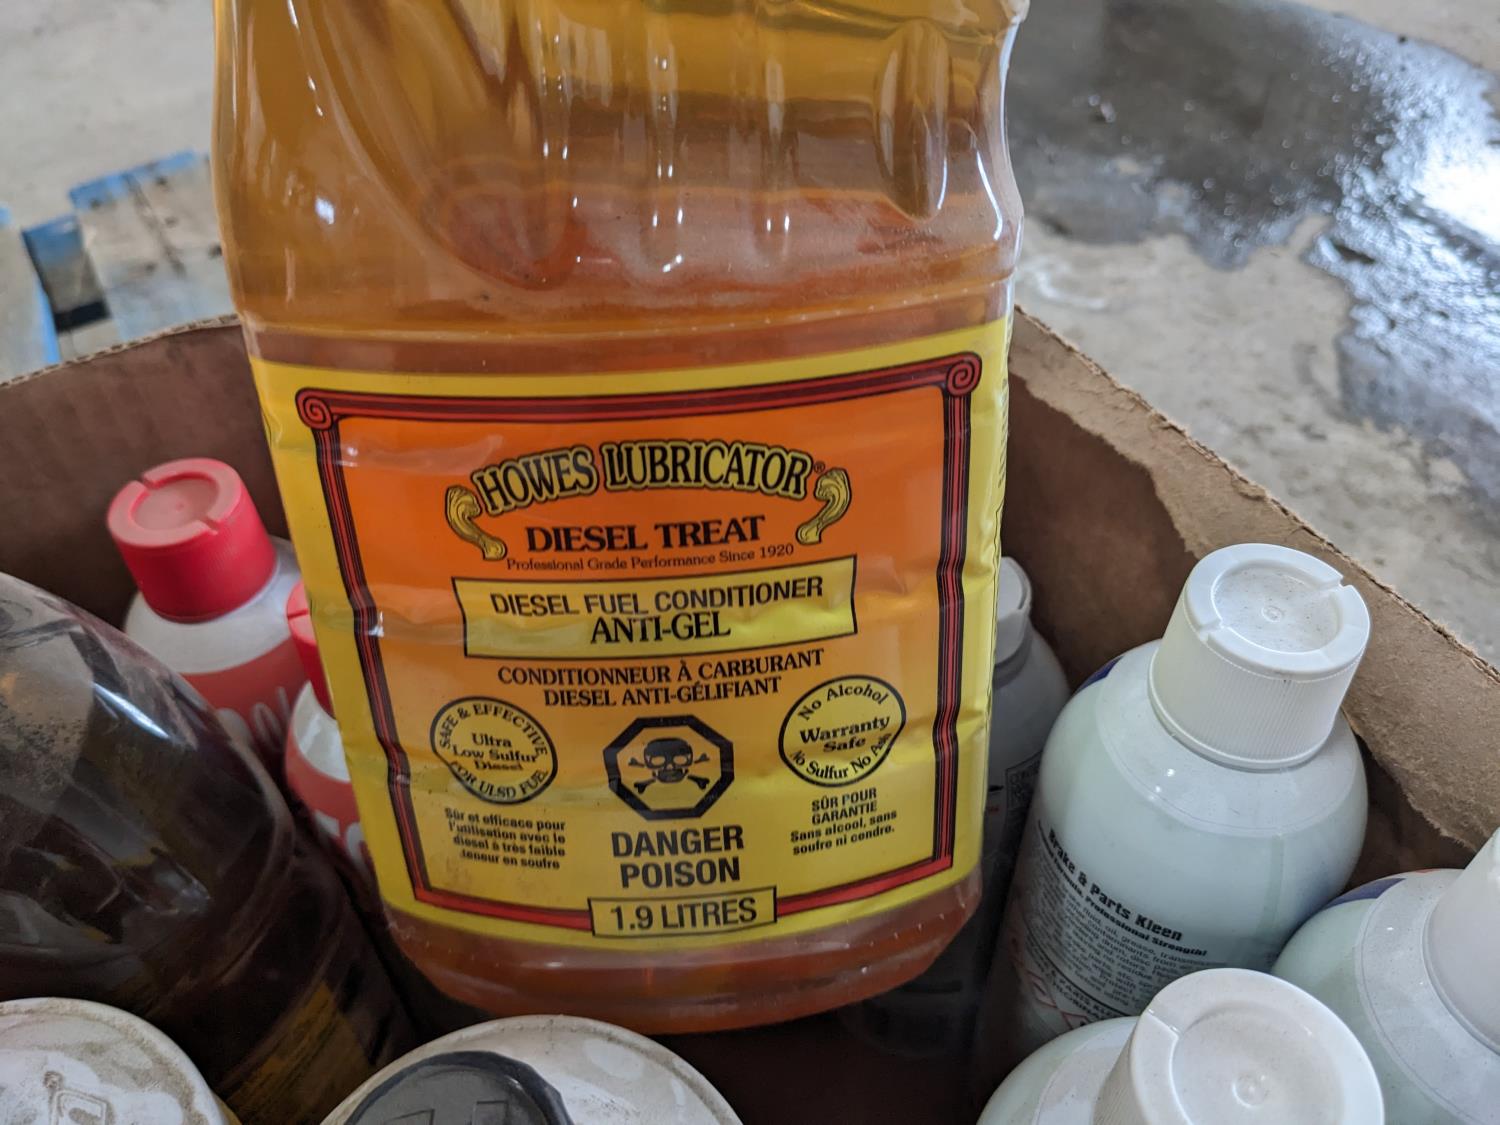 HOWES LUBRICATOR®
DIESEL TREAT
Professional Grade Performance Since 1920
DIESEL FUEL CONDITIONER
ANTI-GEL
CONDITIONNEUR À CARBURANT
DIESEL ANTI-GÉLIFIANT
SAFE & EFFECTIVE
Ultra
Low Sulfur
Diesel
FOR ULSD FUEL
Sûr et efficace pour
l'utilisation avec le
diesel à très faible
teneur en soufre
DANGER
POISON
1.9 LITRES
No Alcohol
Warranty
Safe
No Sulfur No Ash
SÛR POUR
GARANTIE
Sans alcool, sans
soufre ni cendre.
Brake & Parts Kleen
Professional Strength!